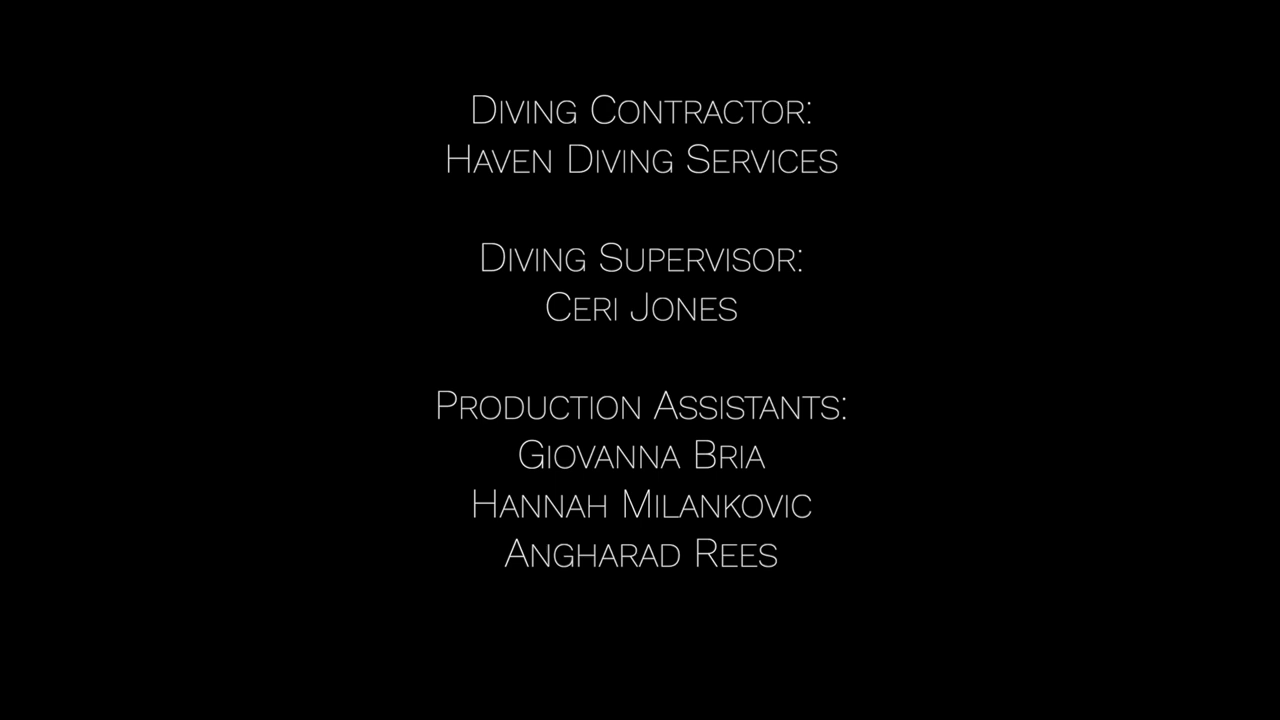 Diving Contractor:
Haven Diving Services
Diving Supervisor:
Ceri Jones
Production Assistants:
Giovanna Bria
Hannah Milankovic
Angharad Rees